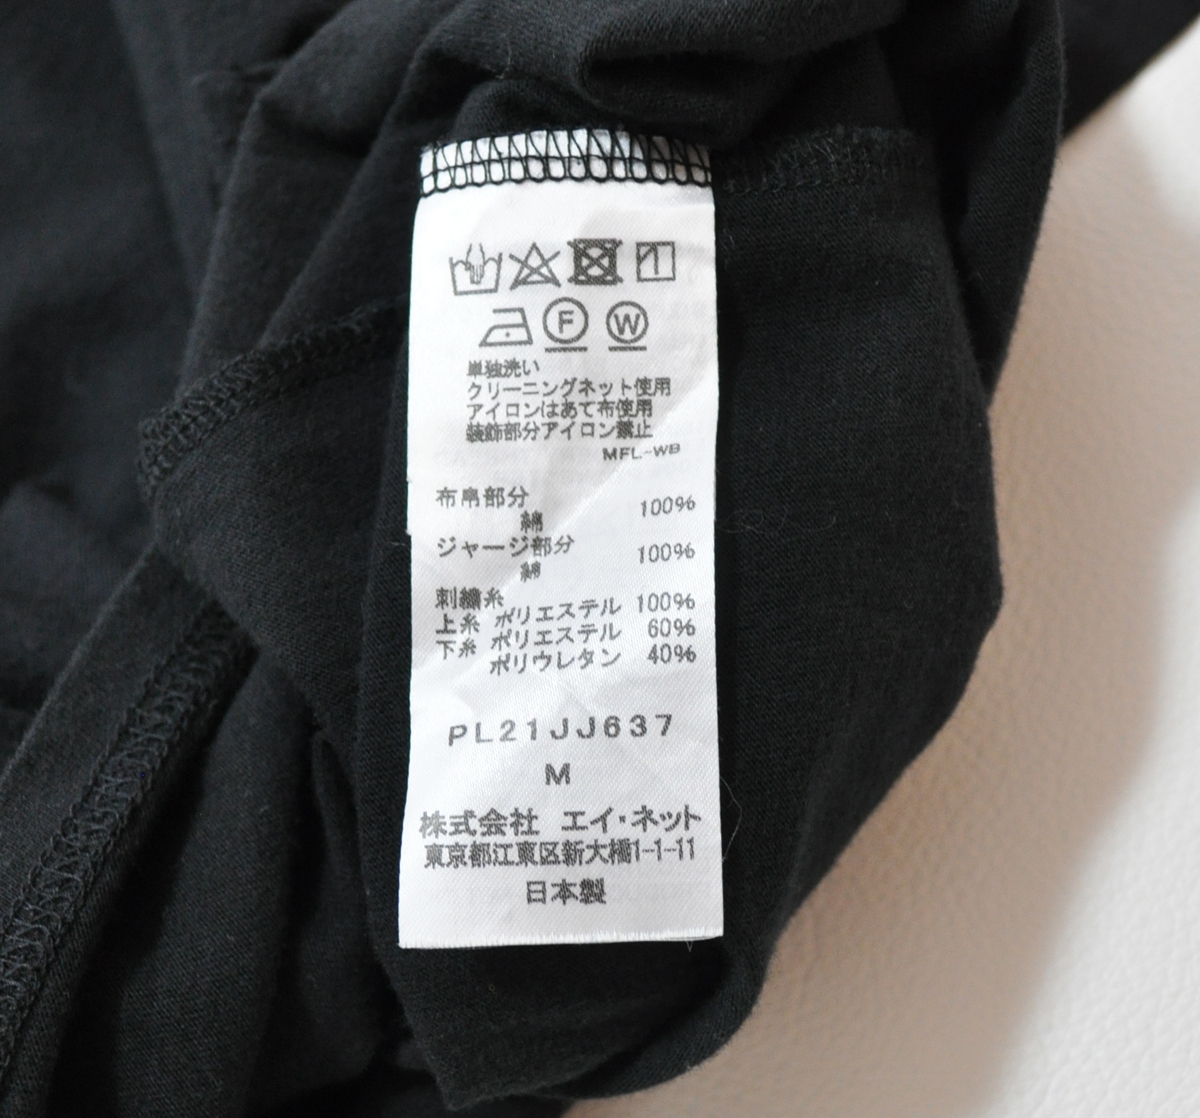 F W
単独洗い
クリーニングネット使用
アイロンはあて布使用
装飾部分アイロン禁止
MFL-WB
布帛部分
綿 100%
ジャージ部分
綿 100%
刺繍糸
上糸 ポリエステル 100%
下糸 ポリエステル 60%
ポリウレタン 40%
PL21JJ637
M
株式会社 エイ・ネット
東京都江東区新大橋1-1-11
日本製